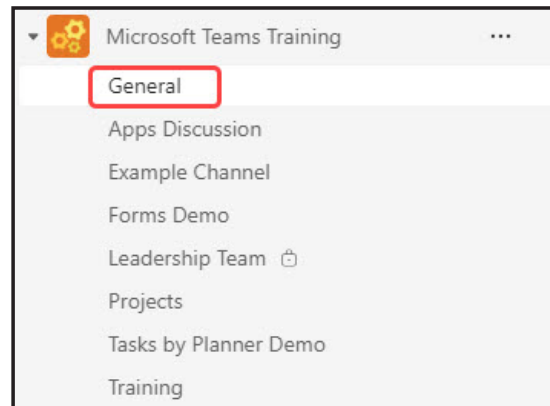 Microsoft Teams Training ...
General
Apps Discussion
Example Channel
Forms Demo
Leadership Team
Projects
Tasks by Planner Demo
Training